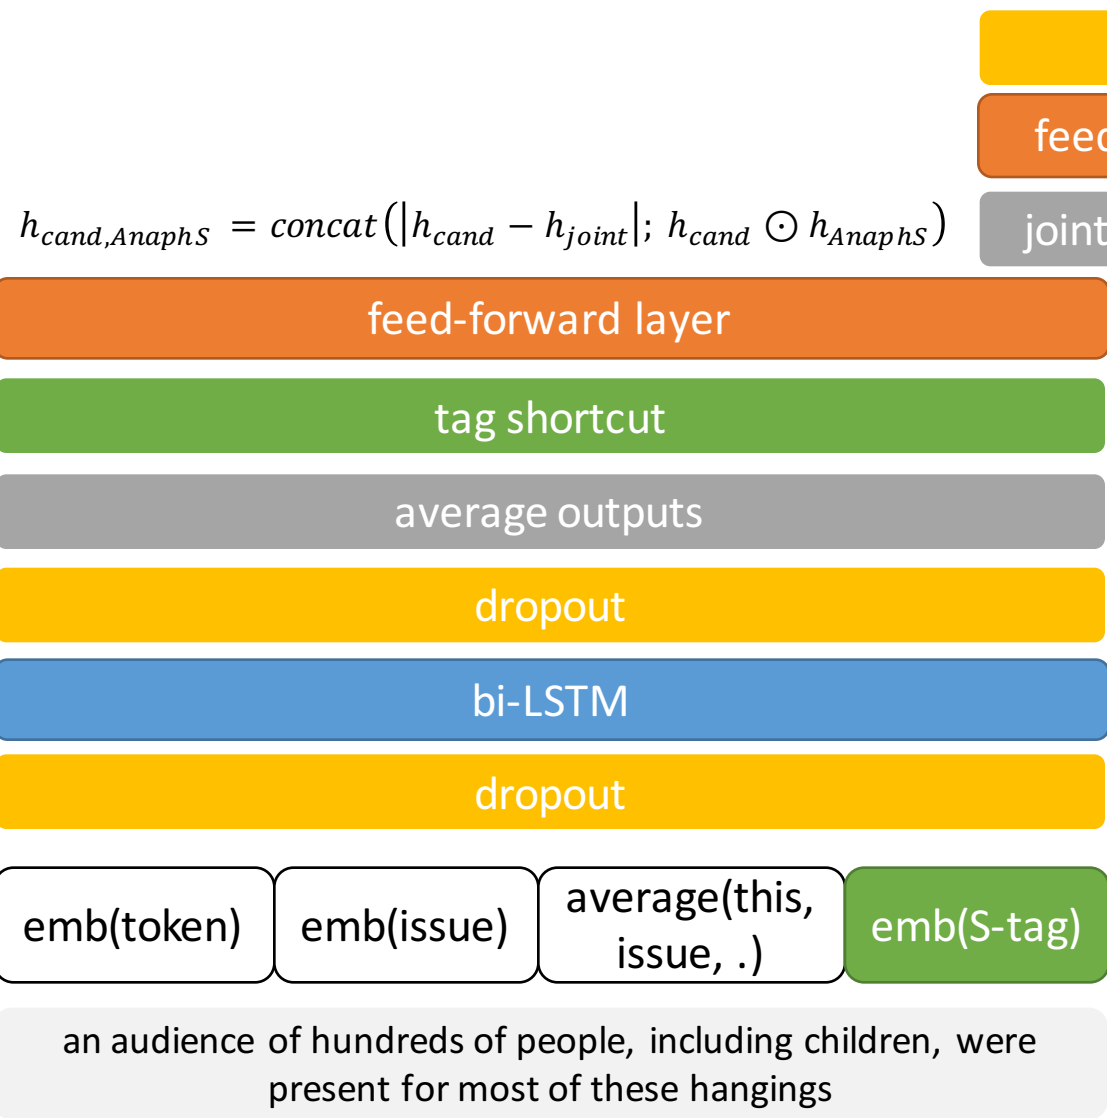 feed
joint
h_{cand,AnaphS} = concat(|h_{cand} − h_{joint}|; h_{cand} ⊙ h_{AnaphS})
feed-forward layer
tag shortcut
average outputs
dropout
bi-LSTM
dropout
emb(token) emb(issue) average(this, issue, .) emb(S-tag)
an audience of hundreds of people, including children, were
present for most of these hangings